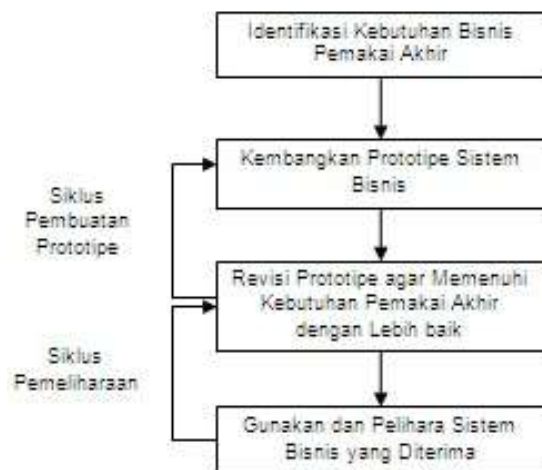 Identifikasi Kebutuhan Bisnis
Pemakai Akhir
Kembangkan Prototipe Sistem
Bisnis
Siklus
Pembuatan
Prototipe
Revisi Prototipe agar Memenuhi
Kebutuhan Pemakai Akhir
dengan Lebih baik
Siklus
Pemeliharaan
Gunakan dan Pelihara Sistem
Bisnis yang Diterima